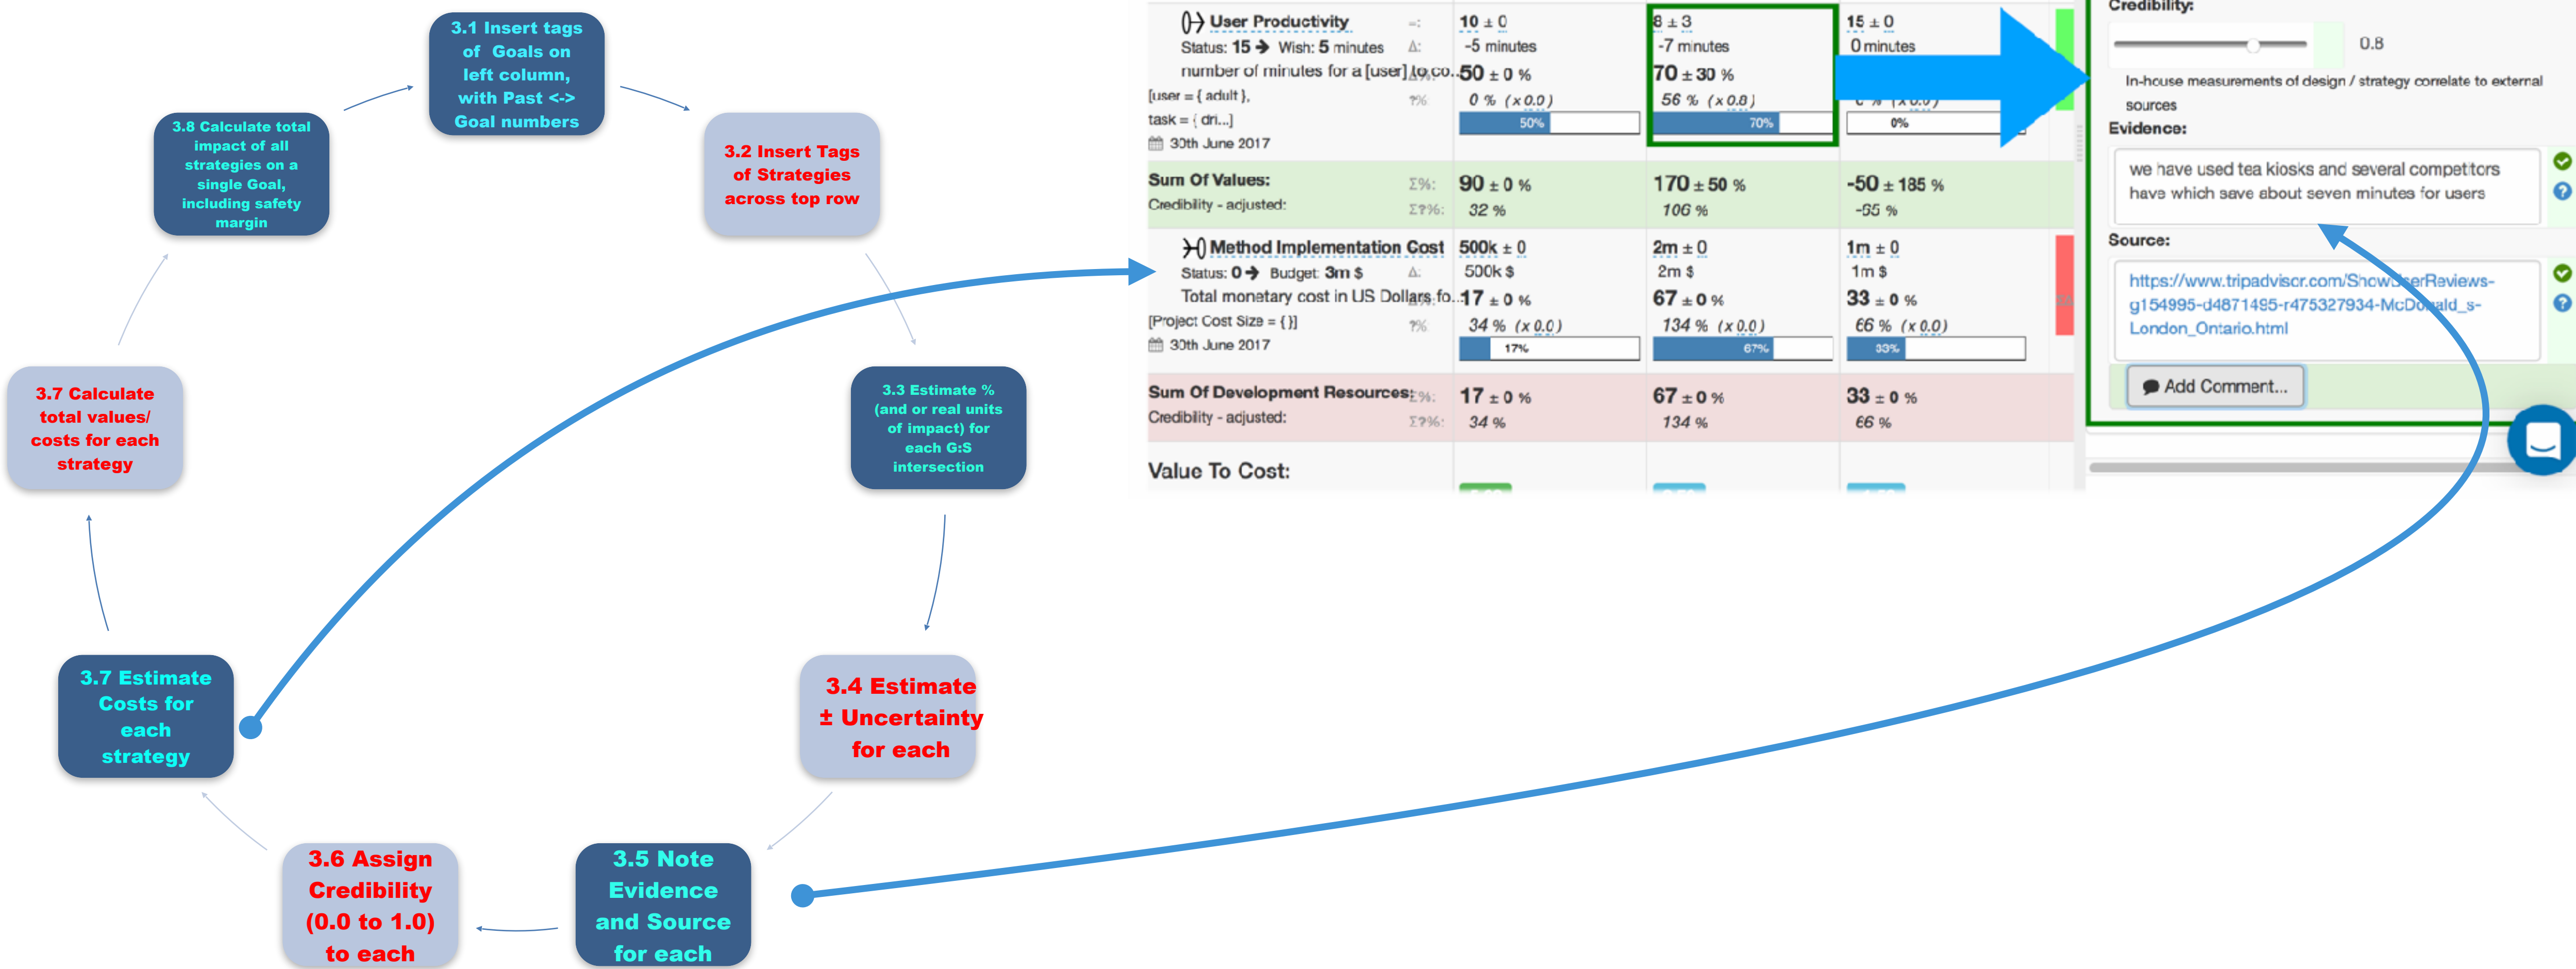 3.1 Insert tags
of Goals on
left column,
with Past <->
Goal numbers
3.2 Insert Tags
of Strategies
across top row
3.3 Estimate %
(and or real units
of impact) for
each G:S
intersection
3.4 Estimate
± Uncertainty
for each
3.5 Note
Evidence
and Source
for each
3.6 Assign
Credibility
(0.0 to 1.0)
to each
3.7 Estimate
Costs for
each
strategy
3.7 Calculate
total values/
costs for each
strategy
3.8 Calculate total
impact of all
strategies on a
single Goal,
including safety
margin
User Productivity =: 10 ± 0 8 ± 3 15 ± 0
Status: 15 → Wish: 5 minutes Δ: -5 minutes -7 minutes 0 minutes
number of minutes for a [user] to co... 50 ± 0 % 70 ± 30 %
[user = { adult }, ?% 0 % (x 0.0) 56 % (x 0.8)
task = { dri...] 50% 70% 0%
30th June 2017
Sum Of Values: Σ%: 90 ± 0 % 170 ± 50 % -50 ± 185 %
Credibility - adjusted: Σ?%: 32 % 106 % -65 %
Method Implementation Cost 500k ± 0 2m ± 0 1m ± 0
Status: 0 → Budget: 3m $ Δ: 500k $ 2m $ 1m $
Total monetary cost in US Dollars fo... 17 ± 0 % 67 ± 0 % 33 ± 0 %
[Project Cost Size = { }] ?% 34 % (x 0.0) 134 % (x 0.0) 66 % (x 0.0)
30th June 2017 17% 67% 33%
Sum Of Development Resources: Σ%: 17 ± 0 % 67 ± 0 % 33 ± 0 %
Credibility - adjusted: Σ?%: 34 % 134 % 66 %
Value To Cost:
Credibility:
0.8
In-house measurements of design / strategy correlate to external
sources
Evidence:
we have used tea kiosks and several competitors
have which save about seven minutes for users
Source:
https://www.tripadvisor.com/ShowUserReviews-
g154995-d4871495-r475327934-McDonald_s-
London_Ontario.html
Add Comment...